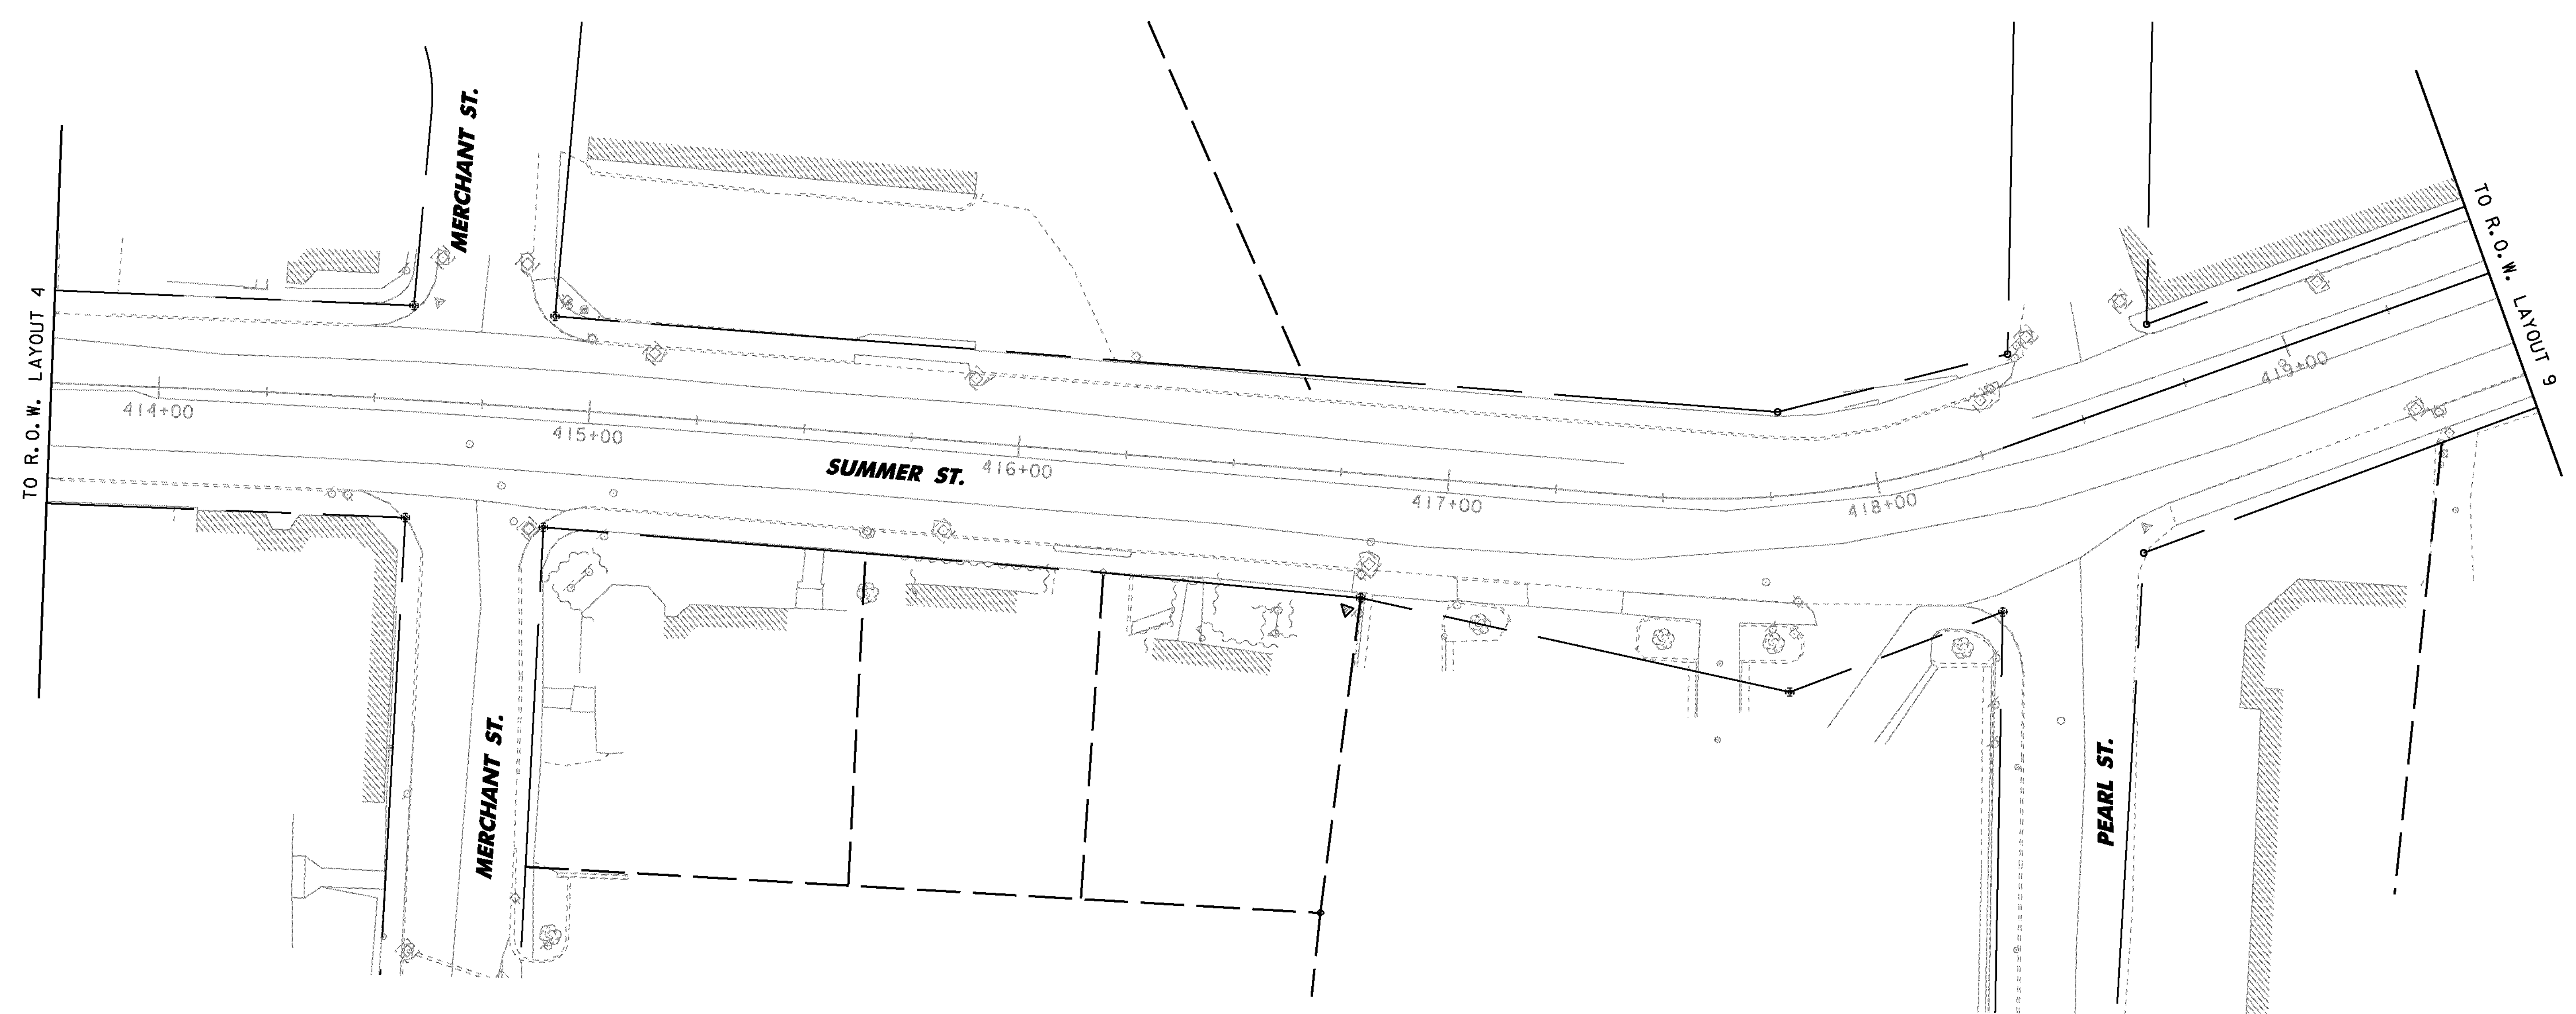 MERCHANT ST.
TO R.O.W. LAYOUT 4
TO R.O.W. LAYOUT 9
414+00
415+00
416+00
417+00
418+00
419+00
SUMMER ST.
MERCHANT ST.
PEARL ST.